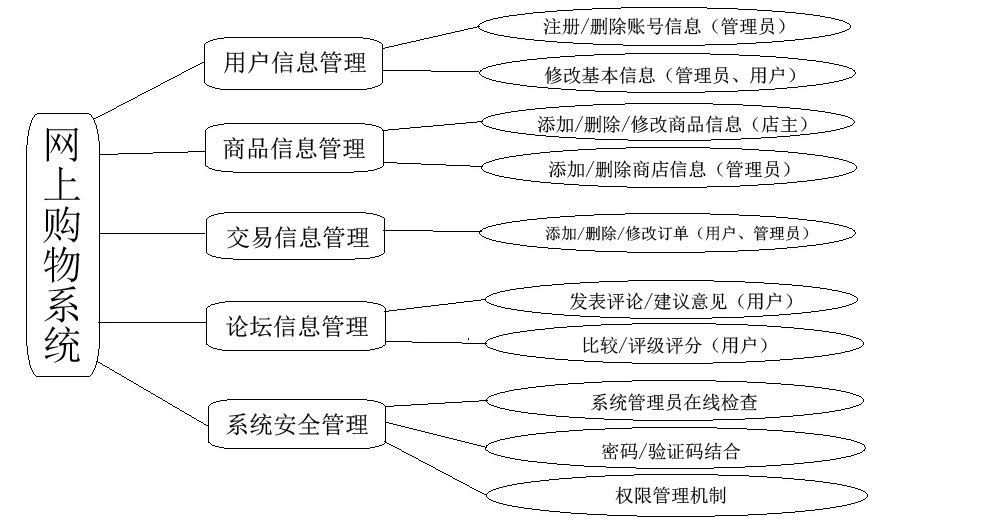 网上购物系统
用户信息管理
注册/删除账号信息（管理员）
修改基本信息（管理员、用户）
商品信息管理
添加/删除/修改商品信息（店主）
添加/删除商店信息（管理员）
交易信息管理
添加/删除/修改订单（用户、管理员）
论坛信息管理
发表评论/建议意见（用户）
比较/评级评分（用户）
系统安全管理
系统管理员在线检查
密码/验证码结合
权限管理机制